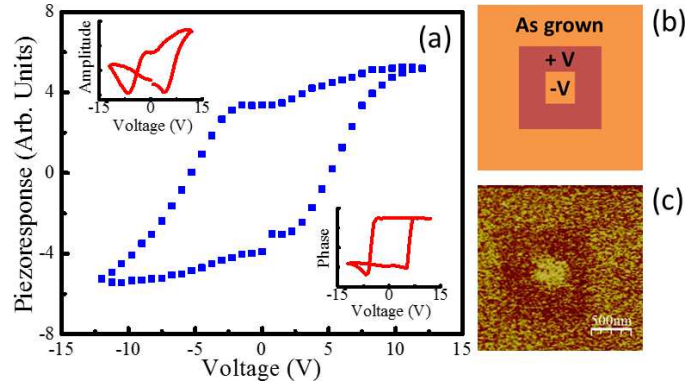 (a)
8
4
0
-4
-8
-15
-10
-5
0
5
10
15
Piezoresponse (Arb. Units)
Voltage (V)
Amplitude
-15
0
15
Voltage (V)
Phase
-15
0
15
Voltage (V)
(b)
As grown
+ V
-V
(c)
500nm